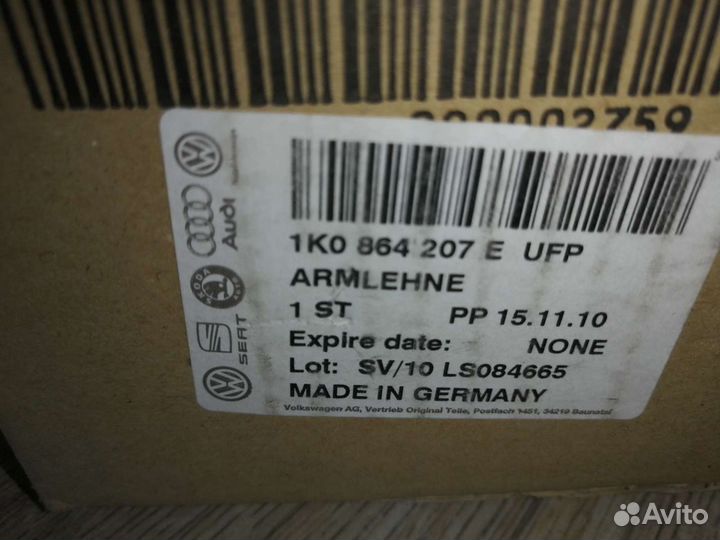 1K0 864 207 E UFP
ARMLEHNE
1 ST PP 15.11.10
Expire date: NONE
Lot: SV/10 LS084665
MADE IN GERMANY
Volkswagen AG, Vertrieb Original Teile, Postfach 1451, 34219 Baunatal
Audi
SKODA
SEAT
Avito